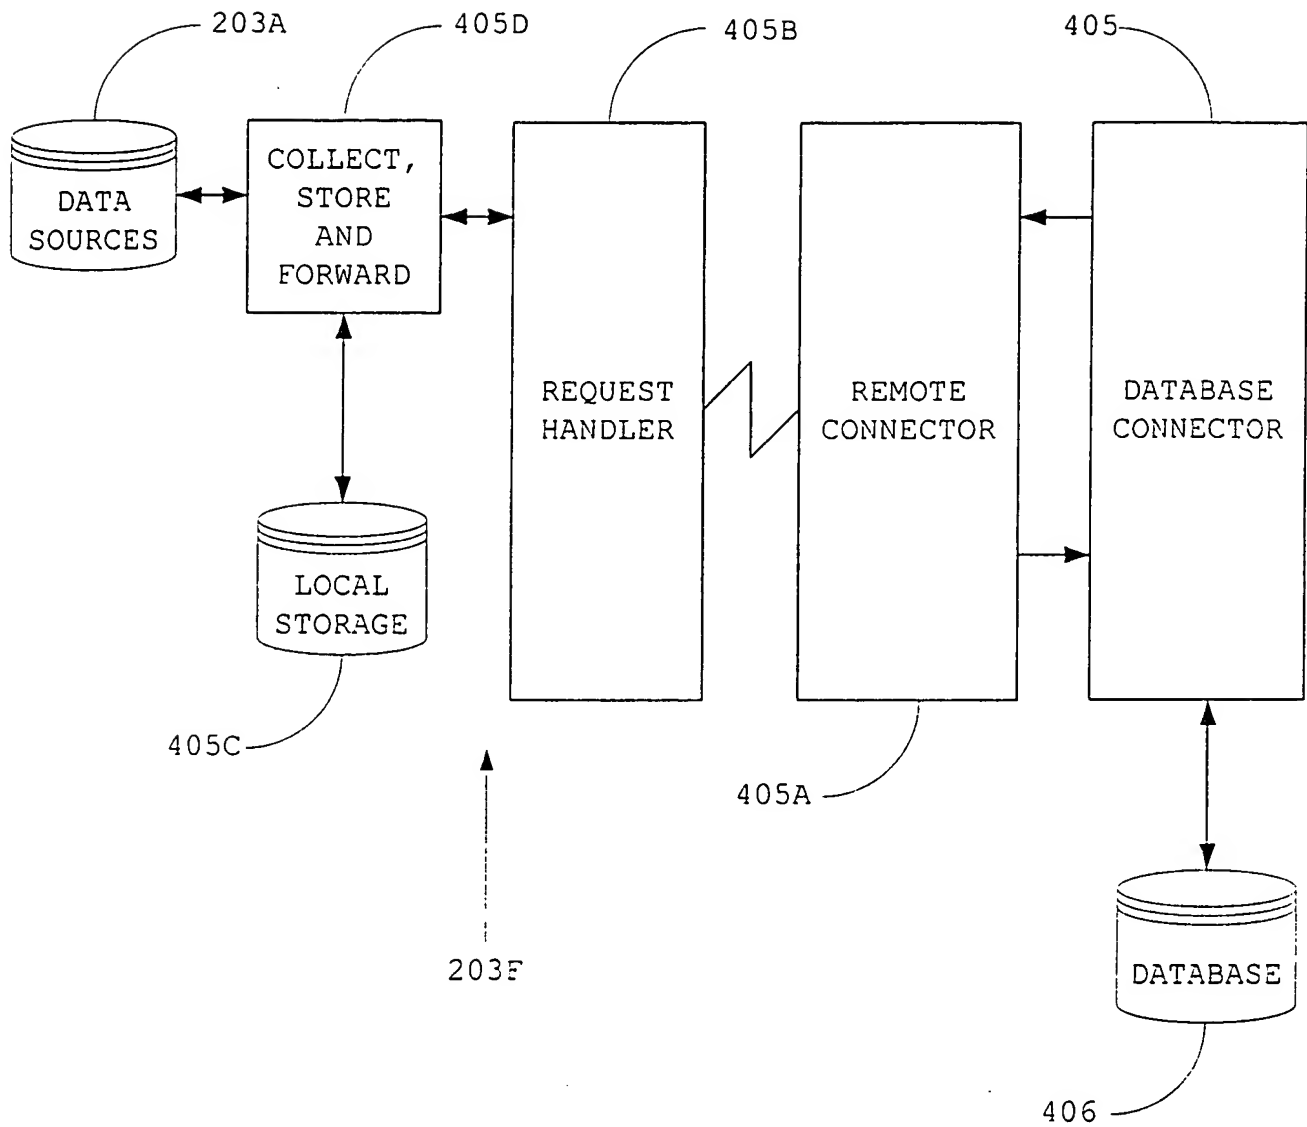 203A
405D
405B
405
DATA
SOURCES
COLLECT,
STORE
AND
FORWARD
REQUEST
HANDLER
REMOTE
CONNECTOR
DATABASE
CONNECTOR
LOCAL
STORAGE
405C
405A
203F
DATABASE
406